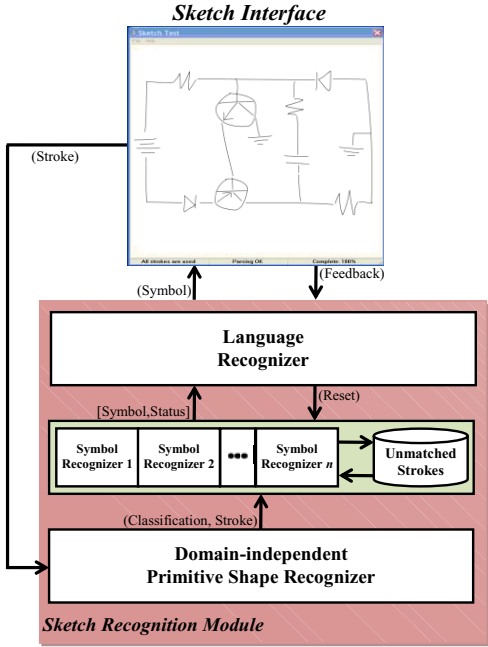 Sketch Interface
Sketch Test
All strokes are used Parsing OK Complete: 100%
(Stroke)
(Symbol)
(Feedback)
Language
Recognizer
[Symbol,Status]
(Reset)
Symbol
Recognizer 1
Symbol
Recognizer 2
•••
Symbol
Recognizer n
Unmatched
Strokes
(Classification, Stroke)
Domain-independent
Primitive Shape Recognizer
Sketch Recognition Module